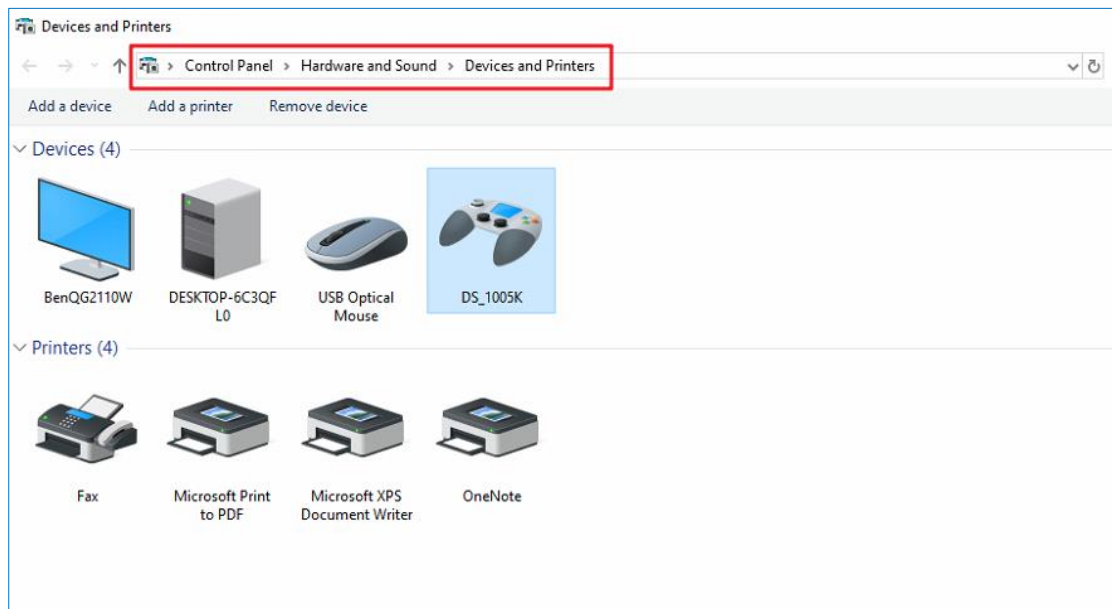 Devices and Printers
Control Panel > Hardware and Sound > Devices and Printers
Add a device Add a printer Remove device
Devices (4)
BenQG2110W DESKTOP-6C3QF USB Optical DS_1005K
L0 Mouse
Printers (4)
Fax Microsoft Print Microsoft XPS OneNote
to PDF Document Writer